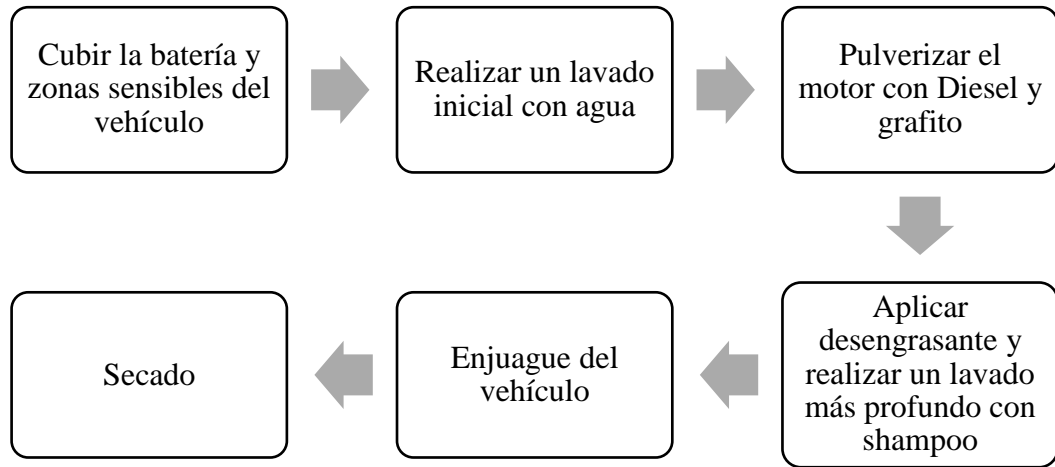 Cubir la batería y
zonas sensibles del
vehículo
Realizar un lavado
inicial con agua
Pulverizar el
motor con Diesel y
grafito
Aplicar
desengrasante y
realizar un lavado
más profundo con
shampoo
Enjuague del
vehículo
Secado